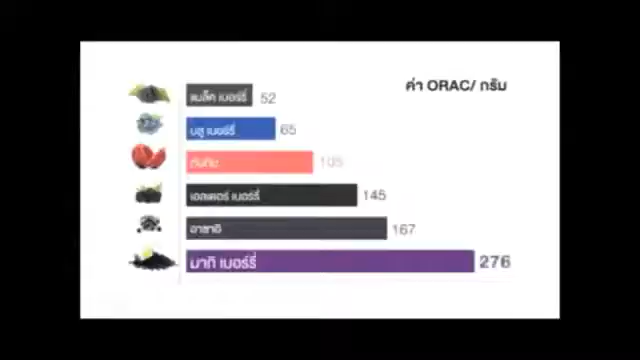 ค่า ORAC/ กรัม
แบล็ค เบอร์รี่ 52
บลู เบอร์รี่ 65
ทับทิม 105
เอลเดอร์ เบอร์รี่ 145
อาซาอิ 167
มากิ เบอร์รี่ 276